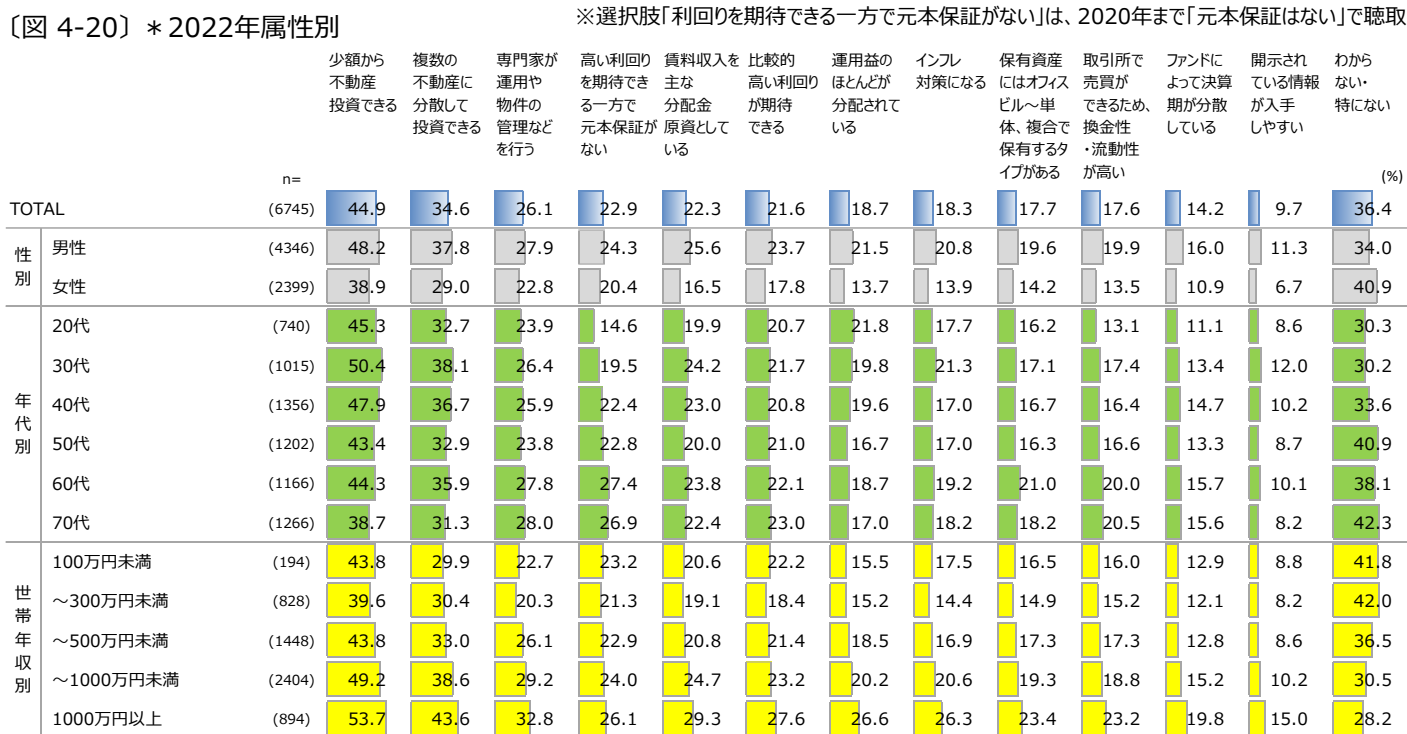 〔図 4-20〕＊2022年属性別
※選択肢「利回りを期待できる一方で元本保証がない」は、2020年まで「元本保証はない」で聴取
少額から
不動産
投資できる
複数の
不動産に
分散して
投資できる
専門家が
運用や
物件の
管理など
を行う
高い利回り
を期待でき
る一方で
元本保証が
ない
賃料収入を
主な
分配金
原資として
いる
比較的
高い利回り
が期待
できる
運用益の
ほとんどが
分配されて
いる
インフレ
対策になる
保有資産
にはオフィス
ビル～単
体、複合で
保有するタ
イプがある
取引所で
売買が
できるため、
換金性
・流動性
が高い
ファンドに
よって決算
期が分散
している
開示され
ている情報
が入手
しやすい
わから
ない・
特にない
n=
(%)
TOTAL (6745) 44.9 34.6 26.1 22.9 22.3 21.6 18.7 18.3 17.7 17.6 14.2 9.7 36.4
性別
男性 (4346) 48.2 37.8 27.9 24.3 25.6 23.7 21.5 20.8 19.6 19.9 16.0 11.3 34.0
女性 (2399) 38.9 29.0 22.8 20.4 16.5 17.8 13.7 13.9 14.2 13.5 10.9 6.7 40.9
年代別
20代 (740) 45.3 32.7 23.9 14.6 19.9 20.7 21.8 17.7 16.2 13.1 11.1 8.6 30.3
30代 (1015) 50.4 38.1 26.4 19.5 24.2 21.7 19.8 21.3 17.1 17.4 13.4 12.0 30.2
40代 (1356) 47.9 36.7 25.9 22.4 23.0 20.8 19.6 17.0 16.7 16.4 14.7 10.2 33.6
50代 (1202) 43.4 32.9 23.8 22.8 20.0 21.0 16.7 17.0 16.3 16.6 13.3 8.7 40.9
60代 (1166) 44.3 35.9 27.8 27.4 23.8 22.1 18.7 19.2 21.0 20.0 15.7 10.1 38.1
70代 (1266) 38.7 31.3 28.0 26.9 22.4 23.0 17.0 18.2 18.2 20.5 15.6 8.2 42.3
世帯年収別
100万円未満 (194) 43.8 29.9 22.7 23.2 20.6 22.2 15.5 17.5 16.5 16.0 12.9 8.8 41.8
～300万円未満 (828) 39.6 30.4 20.3 21.3 19.1 18.4 15.2 14.4 14.9 15.2 12.1 8.2 42.0
～500万円未満 (1448) 43.8 33.0 26.1 22.9 20.8 21.4 18.5 16.9 17.3 17.3 12.8 8.6 36.5
～1000万円未満 (2404) 49.2 38.6 29.2 24.0 24.7 23.2 20.2 20.6 19.3 18.8 15.2 10.2 30.5
1000万円以上 (894) 53.7 43.6 32.8 26.1 29.3 27.6 26.6 26.3 23.4 23.2 19.8 15.0 28.2